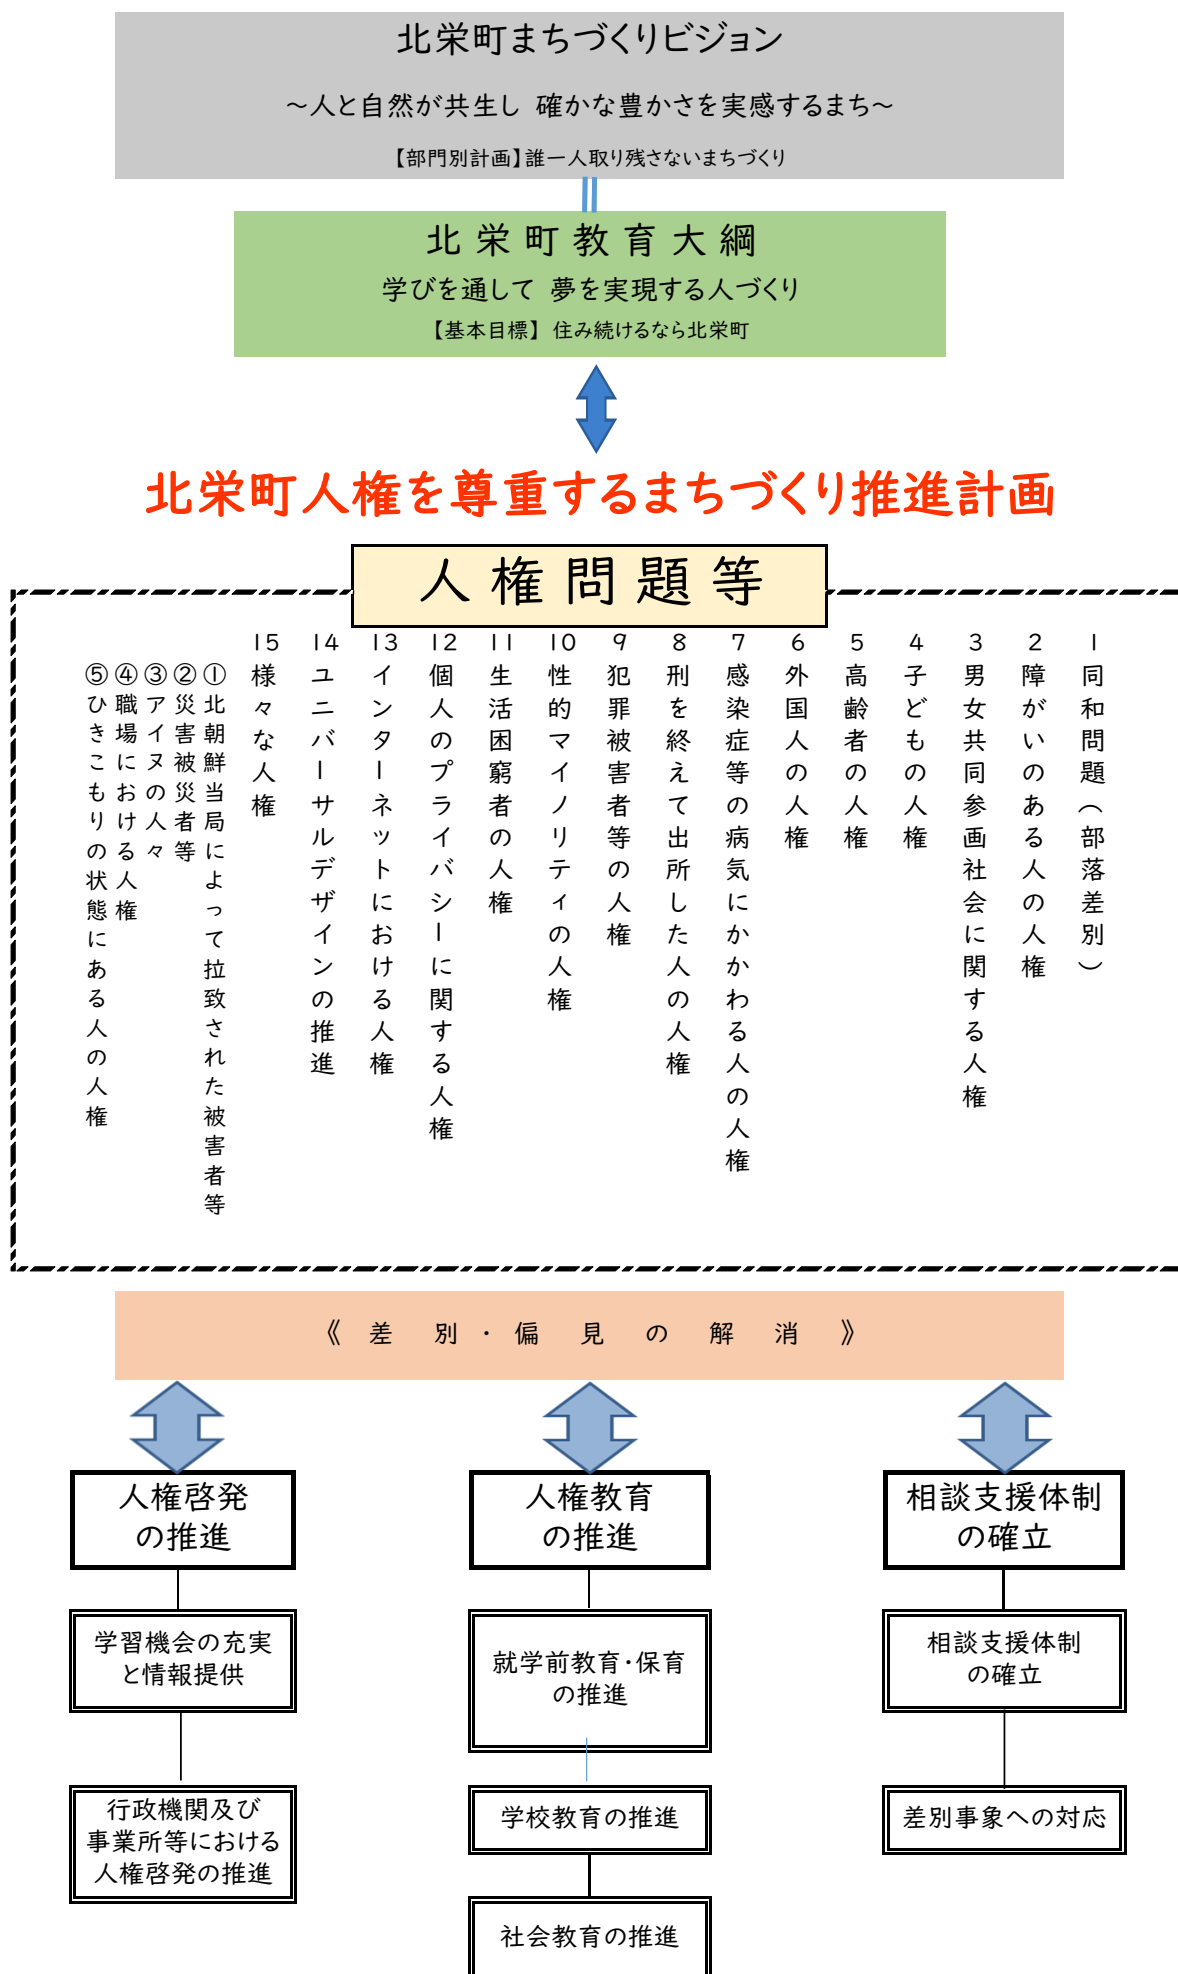 北栄町まちづくりビジョン
～人と自然が共生し 確かな豊かさを実感するまち～
【部門別計画】誰一人取り残さないまちづくり
北栄町教育大綱
学びを通して 夢を実現する人づくり
【基本目標】 住み続けるなら北栄町
北栄町人権を尊重するまちづくり推進計画
人権問題等
1 同和問題（部落差別）
2 障がいのある人の人権
3 男女共同参画社会に関する人権
4 子どもの人権
5 高齢者の人権
6 外国人の人権
7 感染症等の病気にかかわる人の人権
8 刑を終えて出所した人の人権
9 犯罪被害者等の人権
10 性的マイノリティの人権
11 生活困窮者の人権
12 個人のプライバシーに関する人権
13 インターネットにおける人権
14 ユニバーサルデザインの推進
15 様々な人権
①北朝鮮当局によって拉致された被害者等
②災害被災者等
③アイヌの人々
④職場における人権
⑤ひきこもりの状態にある人の人権
《 差別・偏見の解消 》
人権啓発
の推進
学習機会の充実
と情報提供
行政機関及び
事業所等における
人権啓発の推進
人権教育
の推進
就学前教育・保育
の推進
学校教育の推進
社会教育の推進
相談支援体制
の確立
相談支援体制
の確立
差別事象への対応